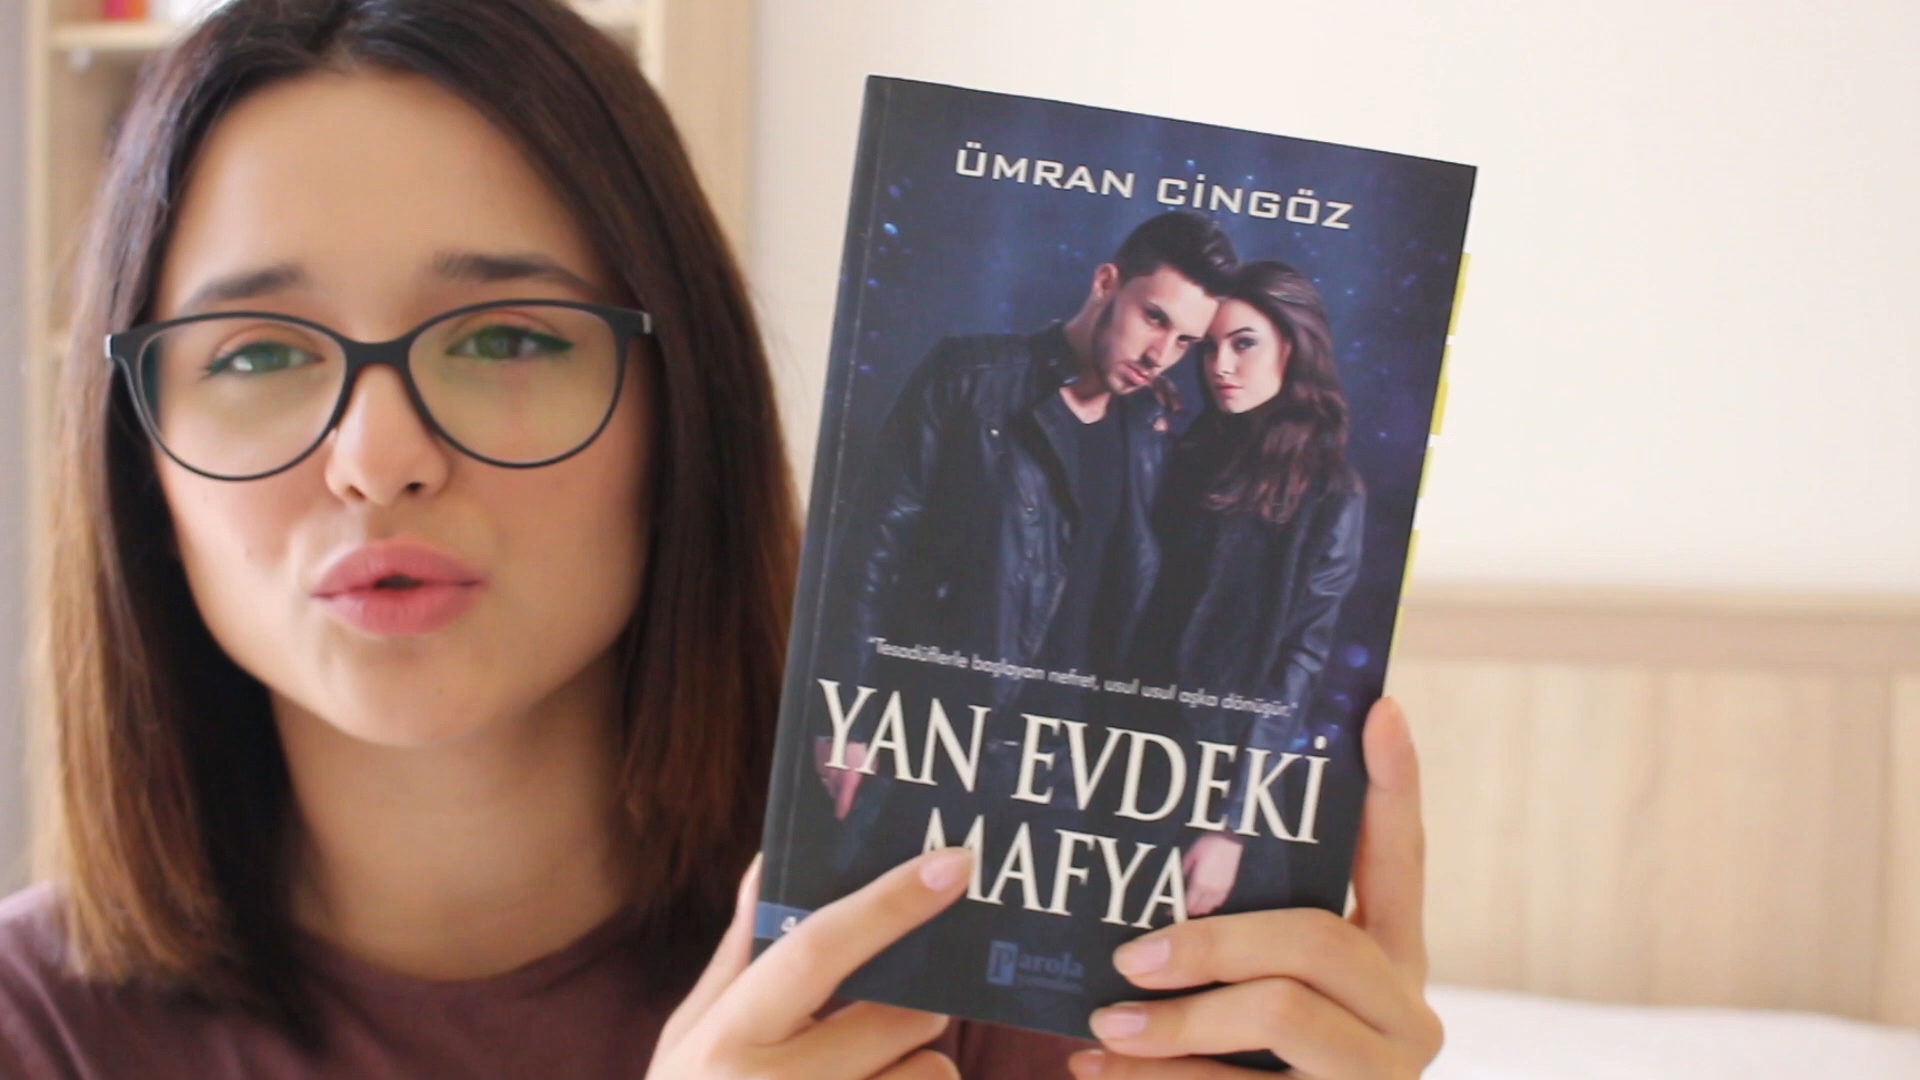 ÜMRAN CİNGÖZ
"Tesadüflerle başlayan nefret, usul usul aşka dönüşür."
YAN EVDEKİ
MAFYA
Parola